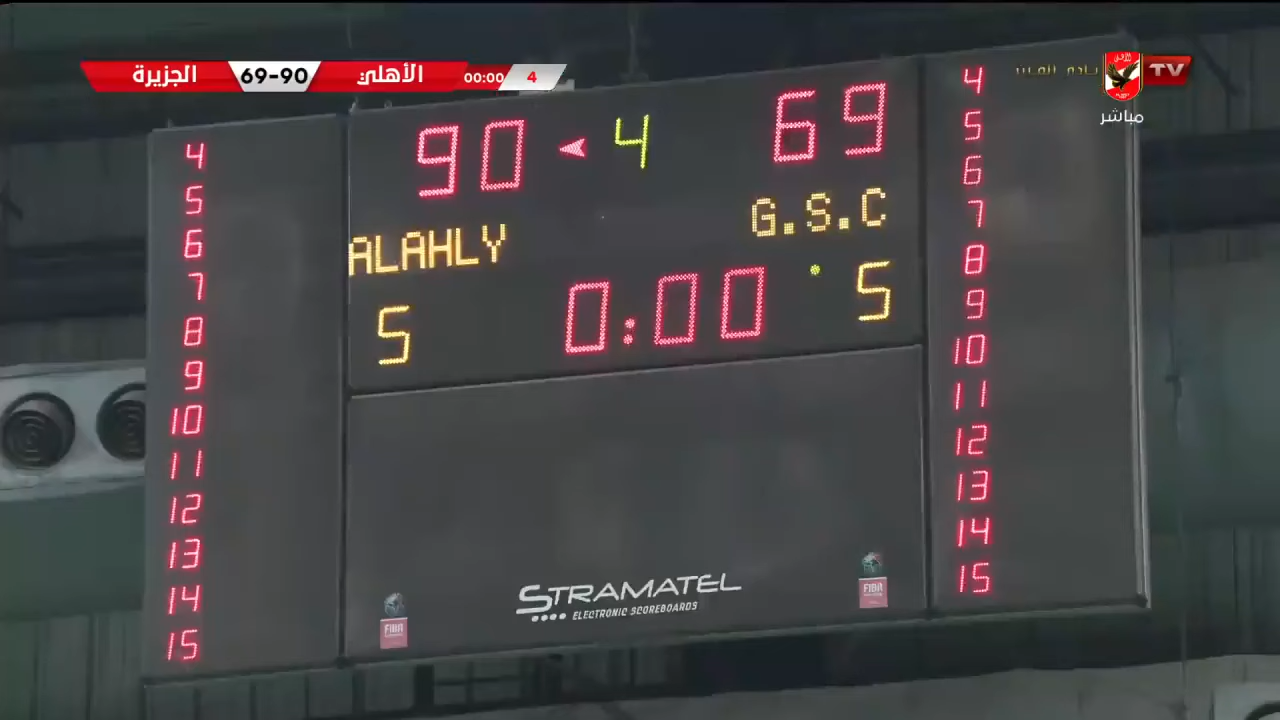 الجزيرة 69-90 الأهلي 00:00 4
TV
مباشر
90 4 69
ALAHLY G.S.C
5 0:00 5
4 4
5 5
6 6
7 7
8 8
9 9
10 10
11 11
12 12
13 13
14 14
15 15
STRAMATEL
ELECTRONIC SCOREBOARDS
FIBA
FIBA